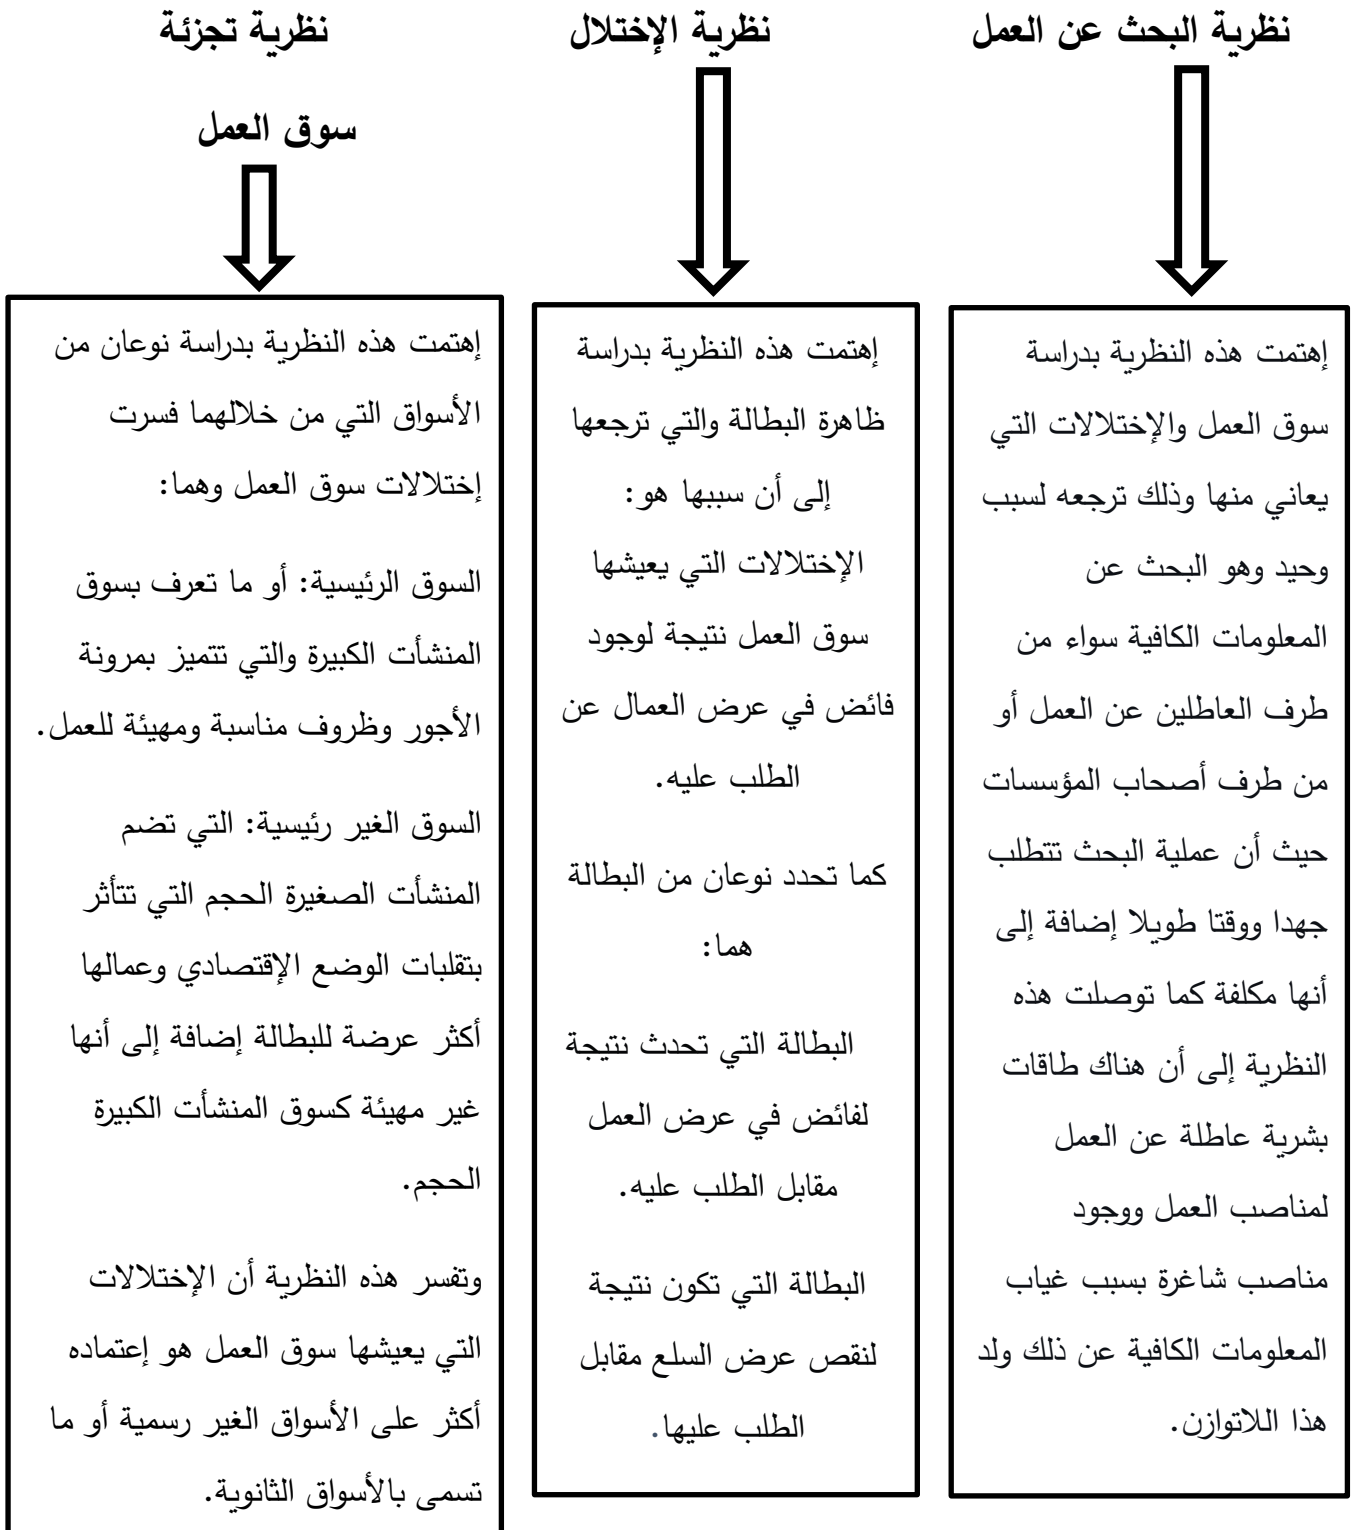 نظرية البحث عن العمل
إهتمت هذه النظرية بدراسة
سوق العمل والإختلالات التي
يعاني منها وذلك ترجعه لسبب
وحيد وهو البحث عن
المعلومات الكافية سواء من
طرف العاطلين عن العمل أو
من طرف أصحاب المؤسسات
حيث أن عملية البحث تتطلب
جهدا ووقتا طويلا إضافة إلى
أنها مكلفة كما توصلت هذه
النظرية إلى أن هناك طاقات
بشرية عاطلة عن العمل
لمناصب العمل ووجود
مناصب شاغرة بسبب غياب
المعلومات الكافية عن ذلك ولد
هذا اللاتوازن.
نظرية الإختلال
إهتمت هذه النظرية بدراسة
ظاهرة البطالة والتي ترجعها
إلى أن سببها هو:
الإختلالات التي يعيشها
سوق العمل نتيجة لوجود
فائض في عرض العمال عن
الطلب عليه.
كما تحدد نوعان من البطالة
هما:
البطالة التي تحدث نتيجة
لفائض في عرض العمل
مقابل الطلب عليه.
البطالة التي تكون نتيجة
لنقص عرض السلع مقابل
الطلب عليها.
نظرية تجزئة
سوق العمل
إهتمت هذه النظرية بدراسة نوعان من
الأسواق التي من خلالهما فسرت
إختلالات سوق العمل وهما:
السوق الرئيسية: أو ما تعرف بسوق
المنشأت الكبيرة والتي تتميز بمرونة
الأجور وظروف مناسبة ومهيئة للعمل.
السوق الغير رئيسية: التي تضم
المنشأت الصغيرة الحجم التي تتأثر
بتقلبات الوضع الإقتصادي وعمالها
أكثر عرضة للبطالة إضافة إلى أنها
غير مهيئة كسوق المنشأت الكبيرة
الحجم.
وتفسر هذه النظرية أن الإختلالات
التي يعيشها سوق العمل هو إعتماده
أكثر على الأسواق الغير رسمية أو ما
تسمى بالأسواق الثانوية.